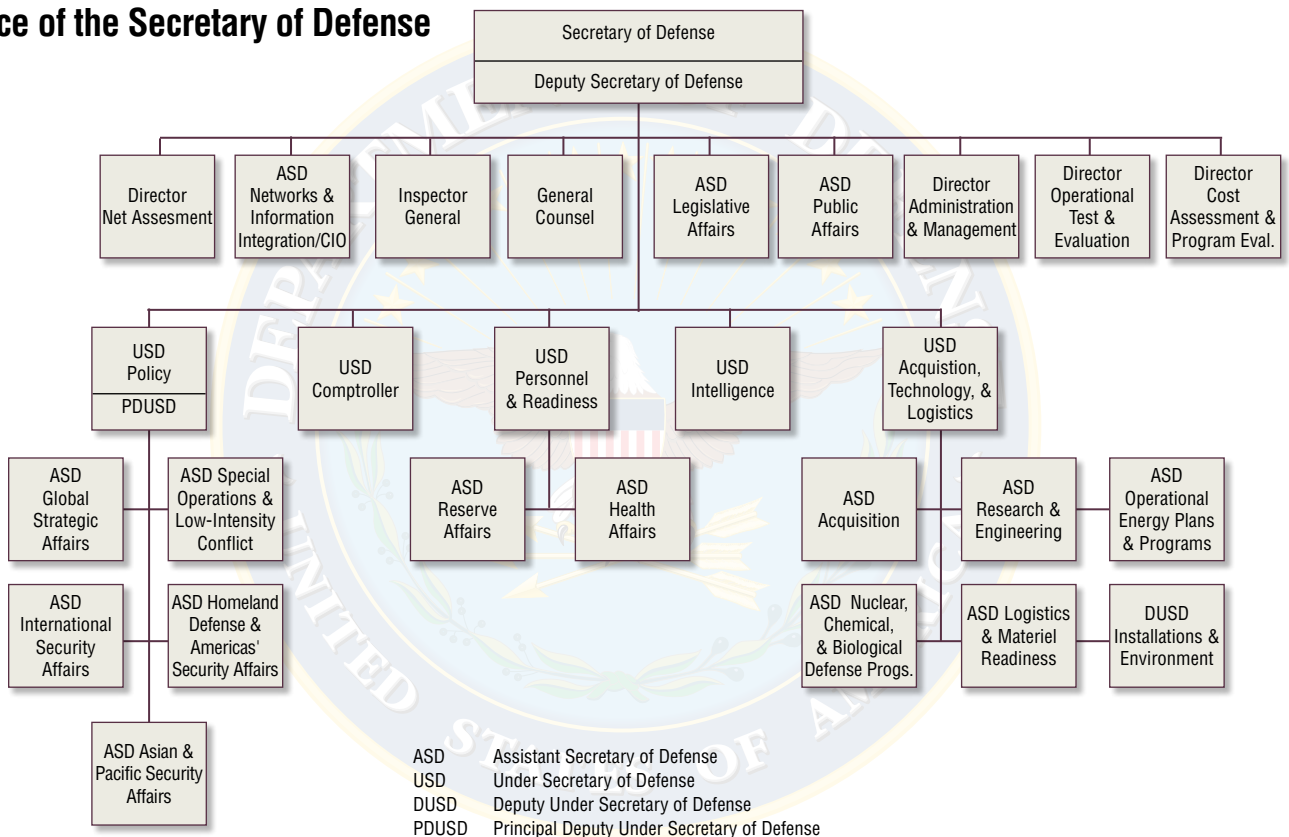 ce of the Secretary of Defense
Secretary of Defense
Deputy Secretary of Defense
Director
Net Assesment
ASD
Networks &
Information
Integration/CIO
Inspector
General
General
Counsel
ASD
Legislative
Affairs
ASD
Public
Affairs
Director
Administration
& Management
Director
Operational
Test &
Evaluation
Director
Cost
Assessment &
Program Eval.
USD
Policy
PDUSD
USD
Comptroller
USD
Personnel
& Readiness
USD
Intelligence
USD
Acquistion,
Technology, &
Logistics
ASD
Global
Strategic
Affairs
ASD Special
Operations &
Low-Intensity
Conflict
ASD
Reserve
Affairs
ASD
Health
Affairs
ASD
Acquisition
ASD
Research &
Engineering
ASD
Operational
Energy Plans
& Programs
ASD
International
Security
Affairs
ASD Homeland
Defense &
Americas'
Security Affairs
ASD Nuclear,
Chemical,
& Biological
Defense Progs.
ASD Logistics
& Materiel
Readiness
DUSD
Installations &
Environment
ASD Asian &
Pacific Security
Affairs
ASD Assistant Secretary of Defense
USD Under Secretary of Defense
DUSD Deputy Under Secretary of Defense
PDUSD Principal Deputy Under Secretary of Defense
UNITED STATES OF AMERICA